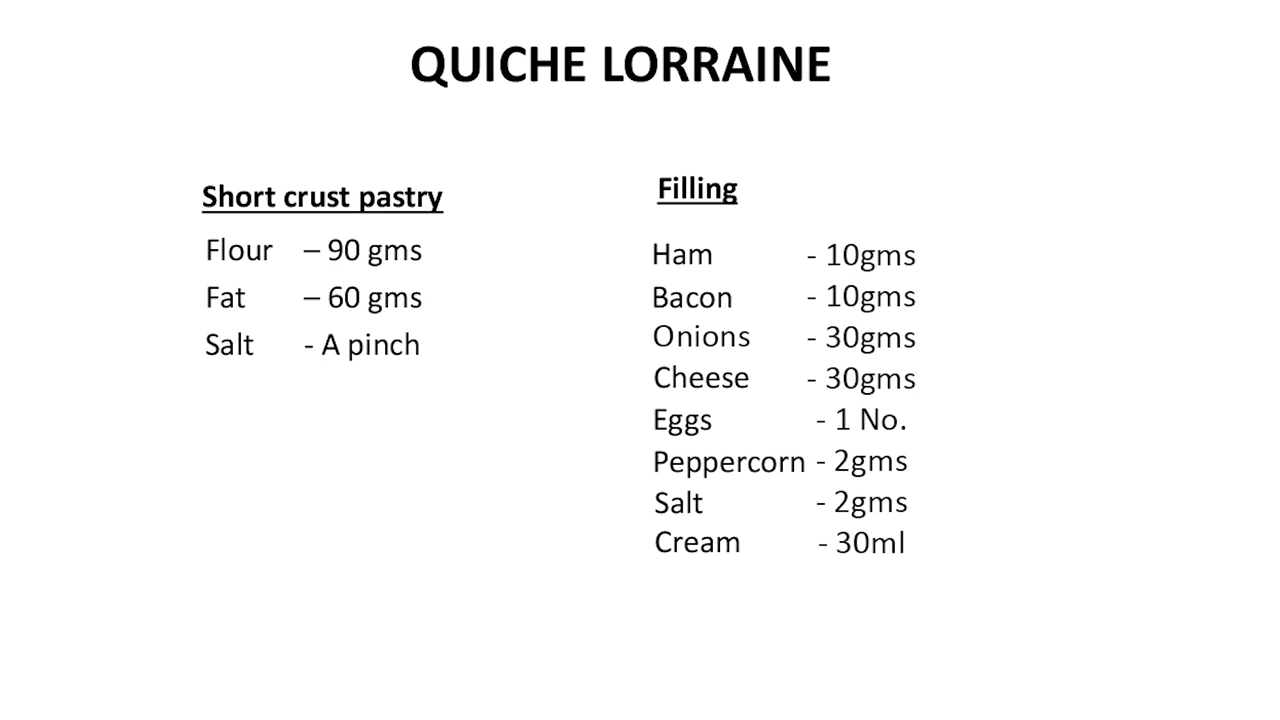 QUICHE LORRAINE
Short crust pastry
Flour – 90 gms
Fat – 60 gms
Salt - A pinch
Filling
Ham - 10gms
Bacon - 10gms
Onions - 30gms
Cheese - 30gms
Eggs - 1 No.
Peppercorn - 2gms
Salt - 2gms
Cream - 30ml